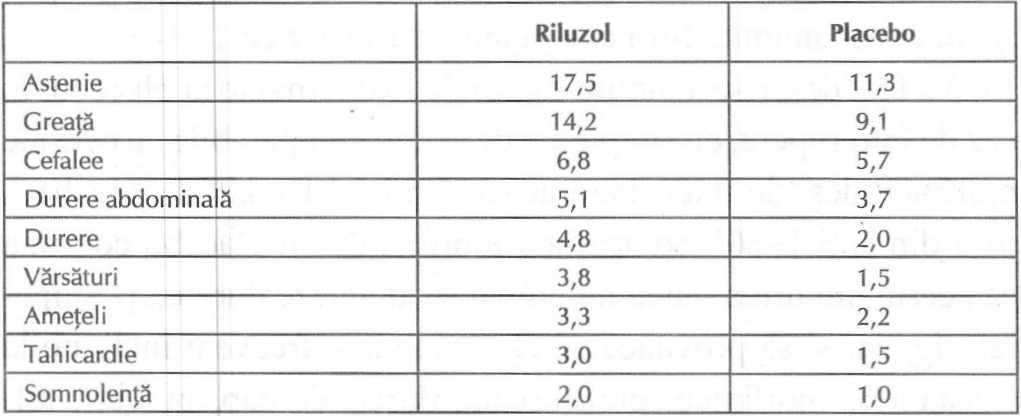 Riluzol Placebo
Astenie 17,5 11,3
Greață 14,2 9,1
Cefalee 6,8 5,7
Durere abdominală 5,1 3,7
Durere 4,8 2,0
Vărsături 3,8 1,5
Amețeli 3,3 2,2
Tahicardie 3,0 1,5
Somnolență 2,0 1,0